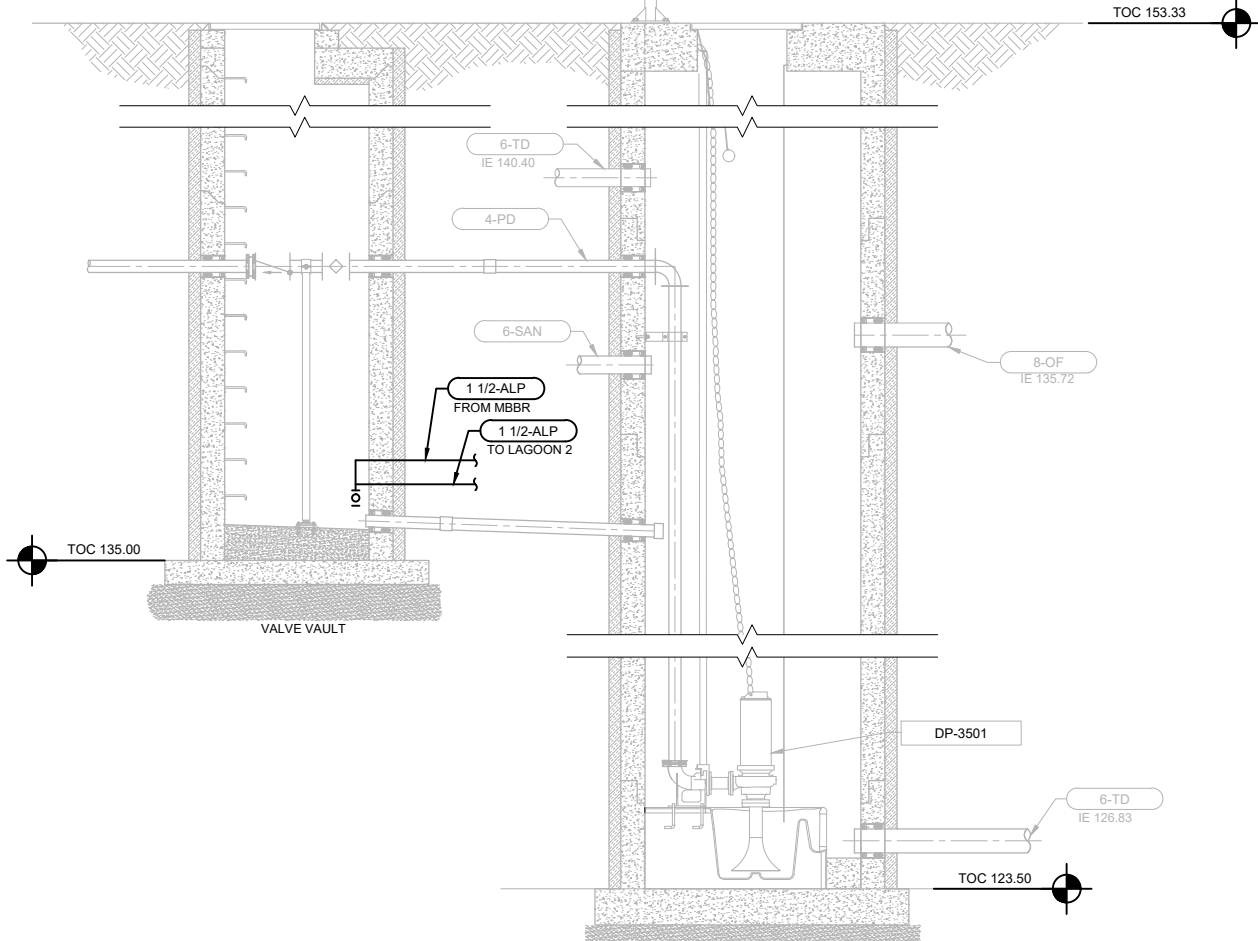 TOC 153.33
6-TD
IE 140.40
4-PD
6-SAN
8-OF
IE 135.72
1 1/2-ALP
FROM MBBR
1 1/2-ALP
TO LAGOON 2
TOC 135.00
VALVE VAULT
DP-3501
6-TD
IE 126.83
TOC 123.50